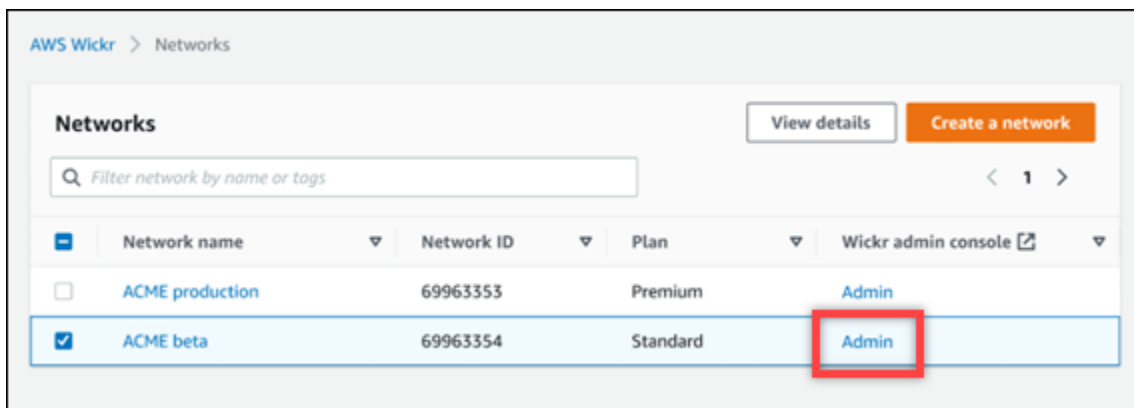 AWS Wickr > Networks
Networks View details Create a network
Filter network by name or tags < 1 >
Network name Network ID Plan Wickr admin console
ACME production 69963353 Premium Admin
ACME beta 69963354 Standard Admin